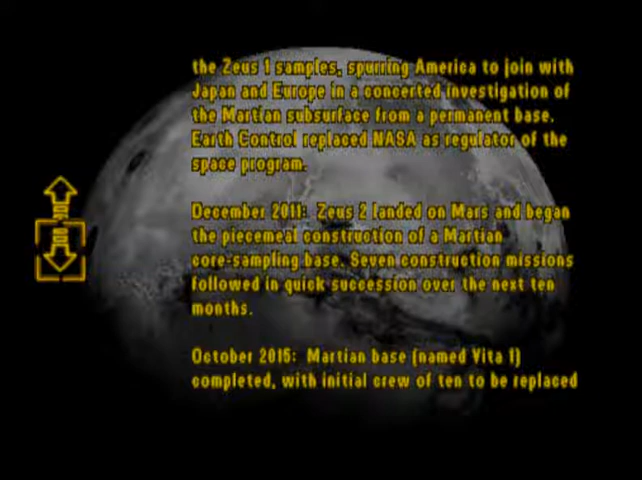 the Zeus 1 samples, spurring America to join with
Japan and Europe in a concerted investigation of
the Martian subsurface from a permanent base.
Earth Control replaced NASA as regulator of the
space program.
December 2011: Zeus 2 landed on Mars and began
the piecemeal construction of a Martian
core-sampling base. Seven construction missions
followed in quick succession over the next ten
months.
October 2015: Martian base (named Vita 1)
completed, with initial crew of ten to be replaced